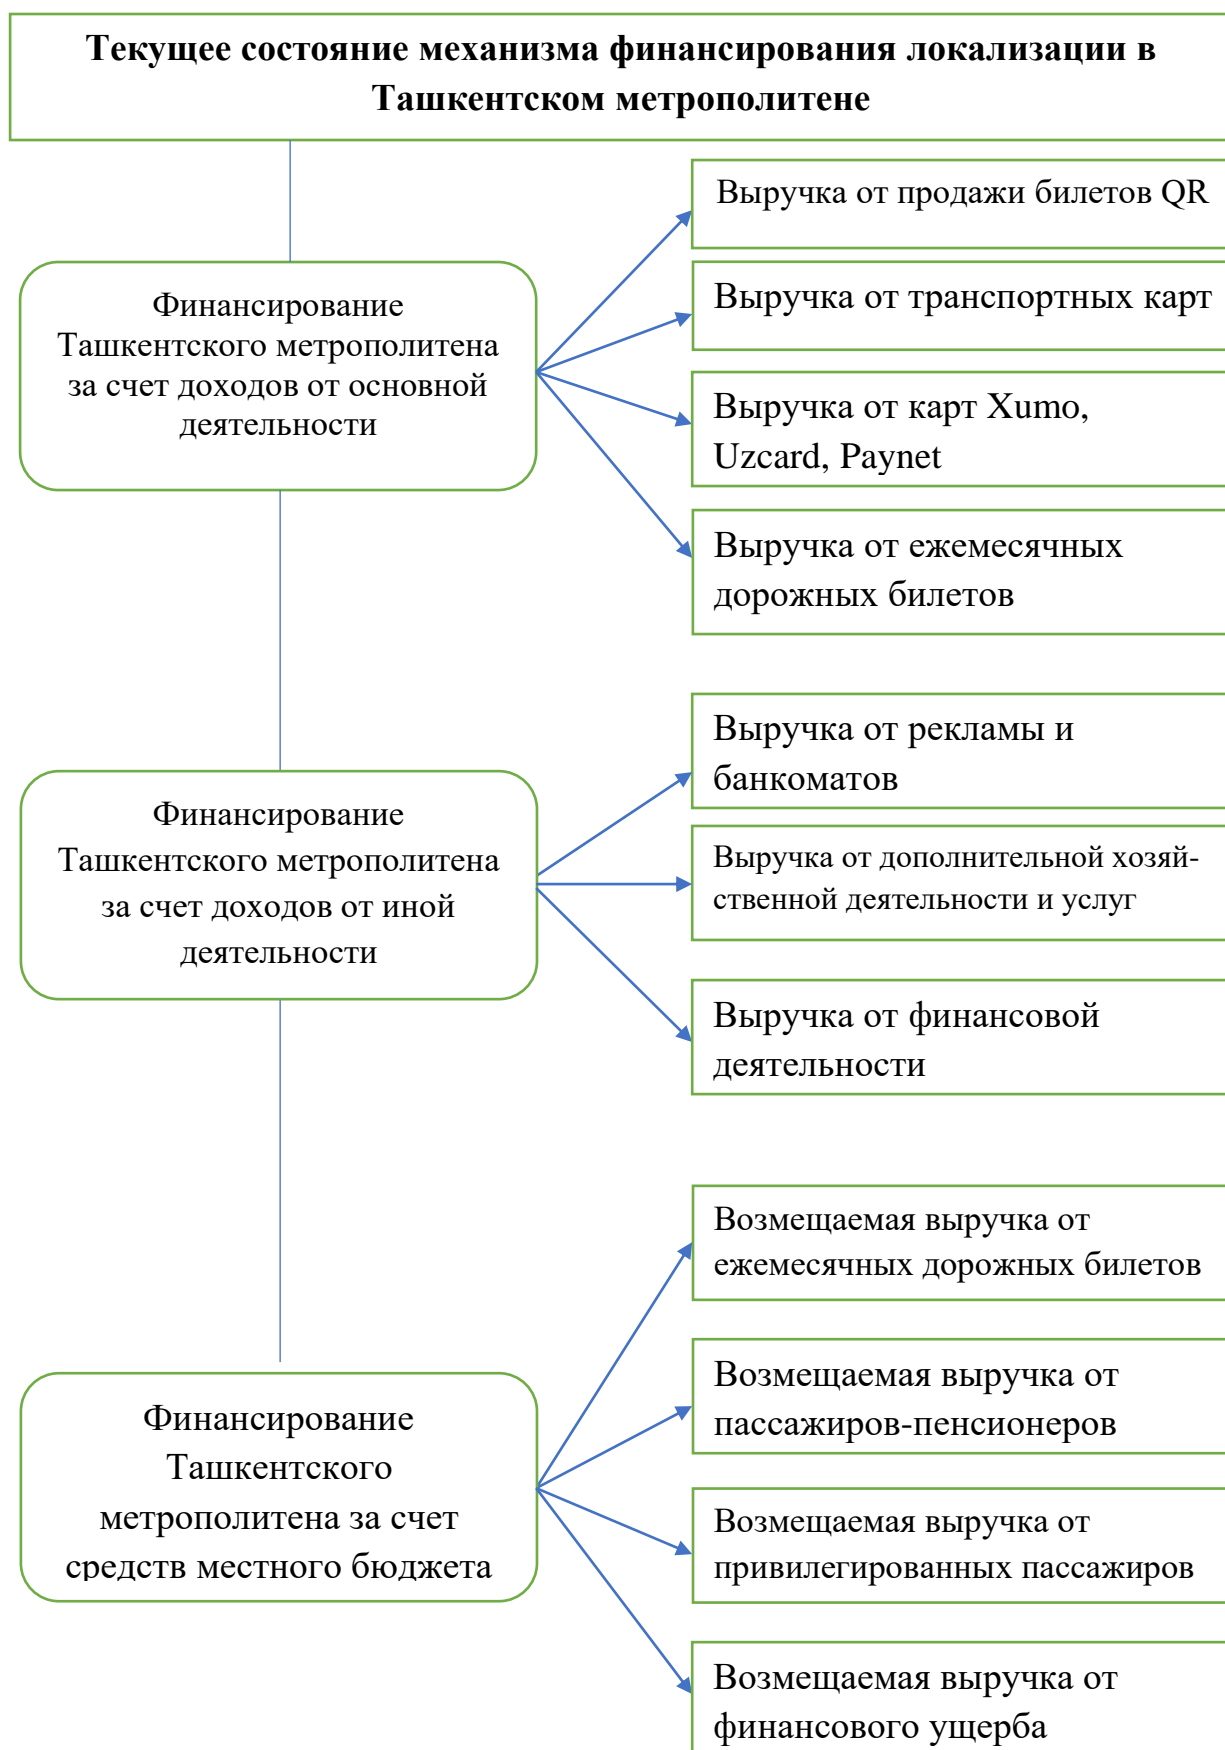 Текущее состояние механизма финансирования локализации в
Ташкентском метрополитене
Финансирование
Ташкентского метрополитена
за счет доходов от основной
деятельности
Выручка от продажи билетов QR
Выручка от транспортных карт
Выручка от карт Xumo,
Uzcard, Paynet
Выручка от ежемесячных
дорожных билетов
Финансирование
Ташкентского метрополитена
за счет доходов от иной
деятельности
Выручка от рекламы и
банкоматов
Выручка от дополнительной хозяй-
ственной деятельности и услуг
Выручка от финансовой
деятельности
Финансирование
Ташкентского
метрополитена за счет
средств местного бюджета
Возмещаемая выручка от
ежемесячных дорожных билетов
Возмещаемая выручка от
пассажиров-пенсионеров
Возмещаемая выручка от
привилегированных пассажиров
Возмещаемая выручка от
финансового ущерба